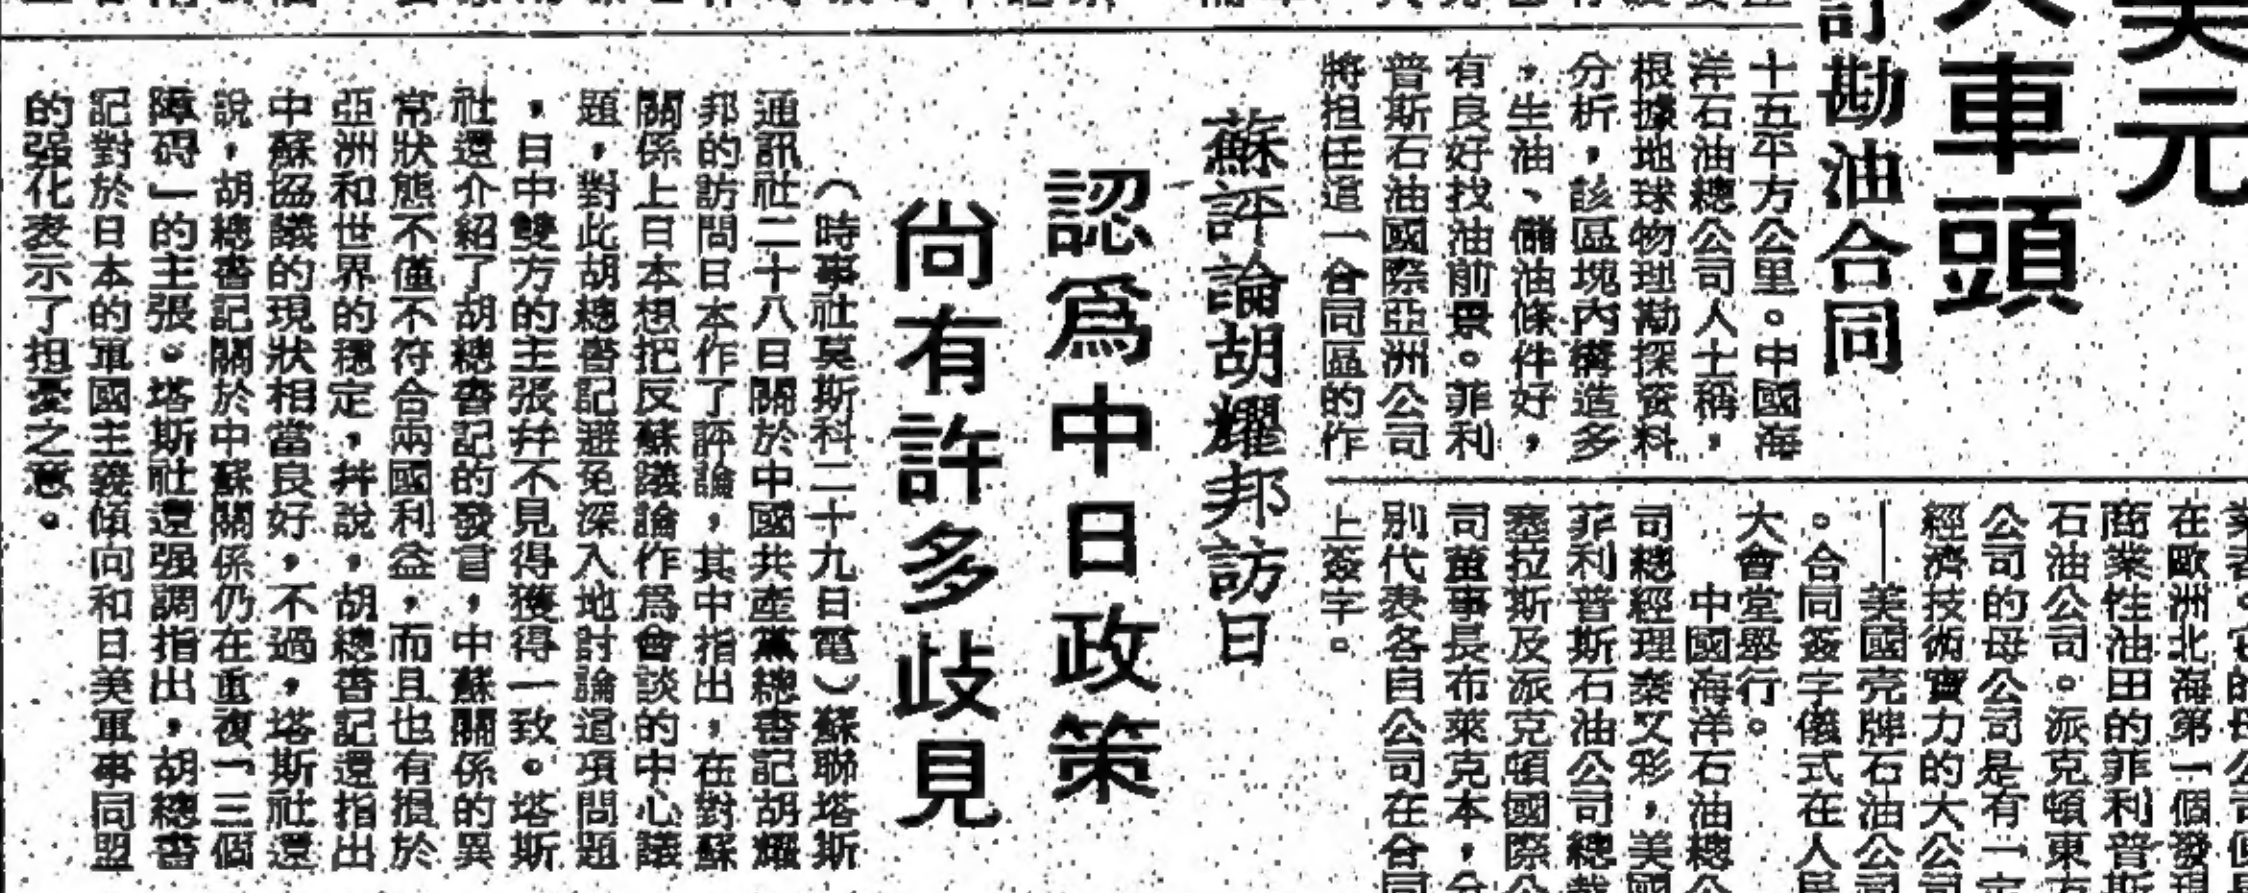 美元
車頭
訂勘油合同
十五平方公里。中國海
洋石油總公司人士稱，
根據地球物理勘探資料
分析，該區塊內構造多
，生油、儲油條件好，
有良好找油前景。菲利
普斯石油國際亞洲公司
將担任這一合同區的作
在歐洲北海第一個發現
商業性油田的菲利普斯
石油公司。派克頓東方
公司的母公司是有一定
經濟技術實力的大公司
——美國壳牌石油公司
。合同簽字儀式在人民
大會堂舉行。
中國海洋石油總公
司總經理秦文彩，美國
菲利普斯石油公司總裁
塞拉斯及派克頓國際公
司董事長布萊克本，分
別代表各自公司在合同
上簽字。
蘇評論胡耀邦訪日
認爲中日政策
尚有許多歧見
（時事社莫斯科二十九日電）蘇聯塔斯
通訊社二十八日關於中國共產黨總書記胡耀
邦的訪問日本作了評論，其中指出，在對蘇
關係上日本想把反蘇議論作爲會談的中心議
題，對此胡總書記避免深入地討論這項問題
，日中雙方的主張幷不見得獲得一致。塔斯
社還介紹了胡總書記的發言，中蘇關係的異
常狀態不僅不符合兩國利益，而且也有損於
亞洲和世界的穩定，幷說，胡總書記還指出
中蘇協議的現狀相當良好，不過，塔斯社還
說，胡總書記關於中蘇關係仍在重複「三個
障碍」的主張。塔斯社還强調指出，胡總書
記對於日本的軍國主義傾向和日美軍事同盟
的强化表示了担憂之意。